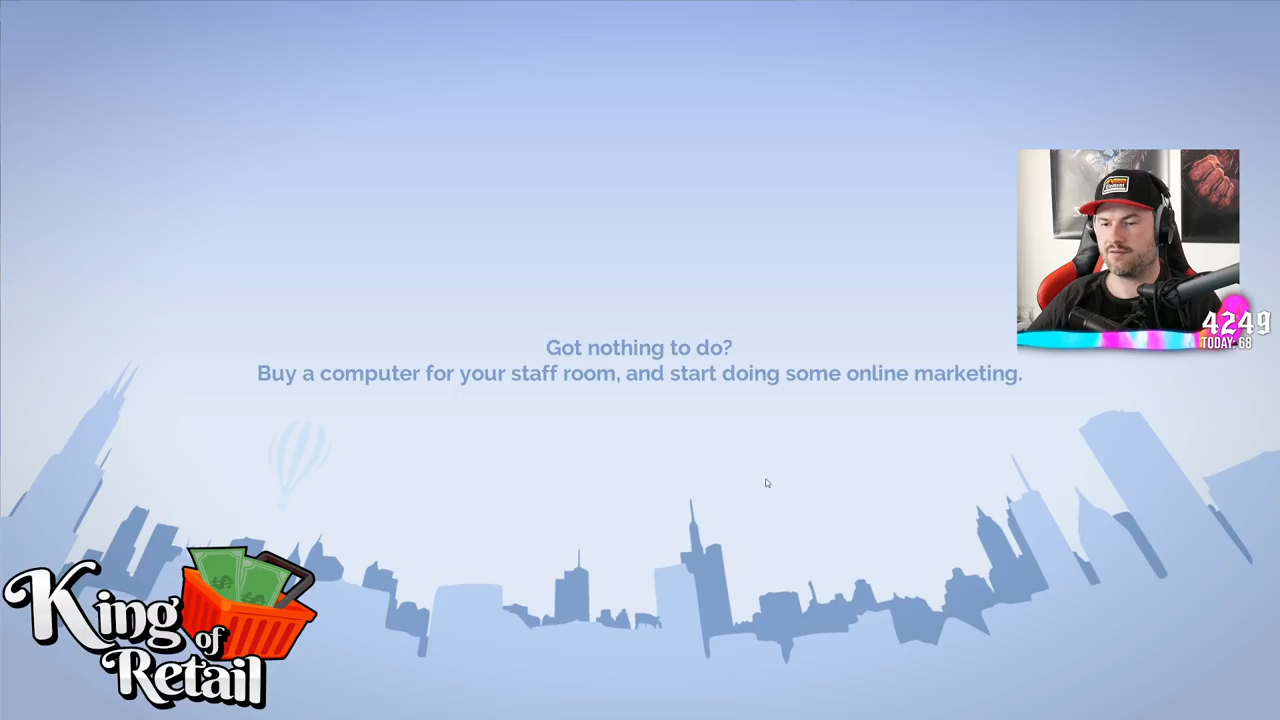 Got nothing to do?
Buy a computer for your staff room, and start doing some online marketing.
4249
TODAY: 68
King
of
Retail